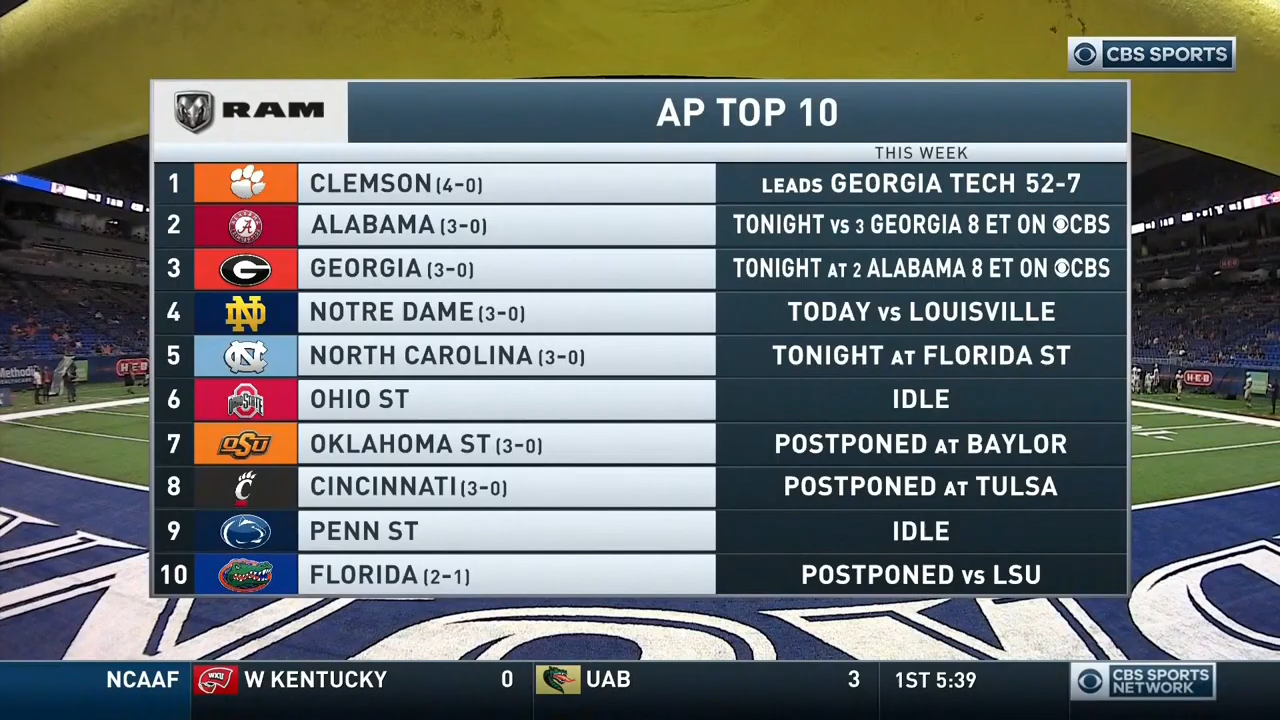 CBS SPORTS
RAM
AP TOP 10
THIS WEEK
1 CLEMSON (4-0) LEADS GEORGIA TECH 52-7
2 ALABAMA (3-0) TONIGHT VS 3 GEORGIA 8 ET ON CBS
3 GEORGIA (3-0) TONIGHT AT 2 ALABAMA 8 ET ON CBS
4 NOTRE DAME (3-0) TODAY VS LOUISVILLE
5 NORTH CAROLINA (3-0) TONIGHT AT FLORIDA ST
6 OHIO ST IDLE
7 OSU OKLAHOMA ST (3-0) POSTPONED AT BAYLOR
8 CINCINNATI (3-0) POSTPONED AT TULSA
9 PENN ST IDLE
10 FLORIDA (2-1) POSTPONED VS LSU
Methodist
H-E-B
H-E-B
NCAAF WKU W KENTUCKY 0 UAB 3 1ST 5:39 CBS SPORTS
NETWORK